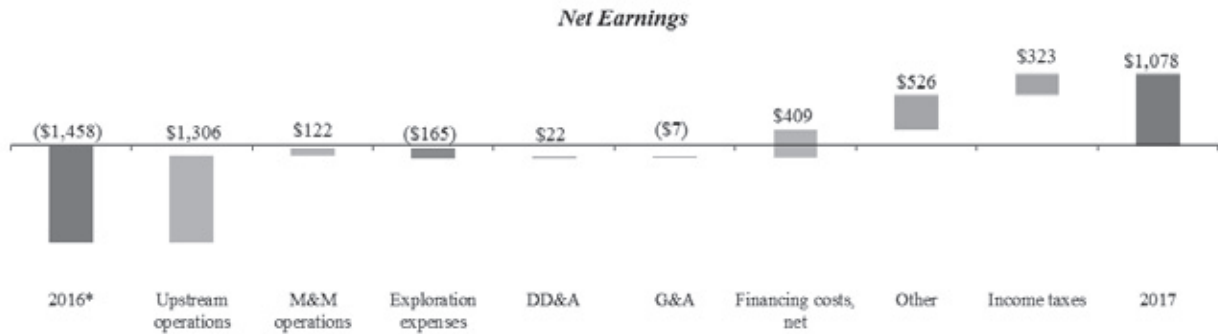 Net Earnings
($1,458)
$1,306
$122
($165)
$22
($7)
$409
$526
$323
$1,078
2016*
Upstream
operations
M&M
operations
Exploration
expenses
DD&A
G&A
Financing costs,
net
Other
Income taxes
2017